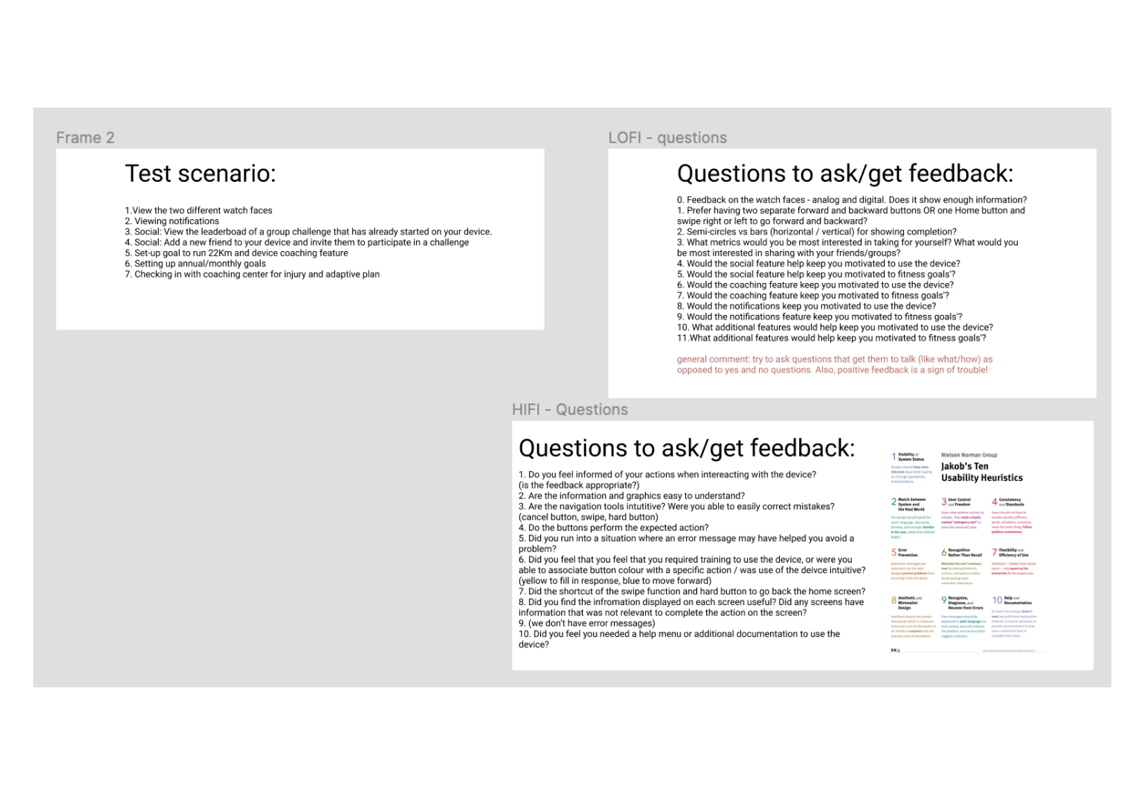 Frame 2
Test scenario:
1.View the two different watch faces
2. Viewing notifications
3. Social: View the leaderboad of a group challenge that has already started on your device.
4. Social: Add a new friend to your device and invite them to participate in a challenge
5. Set-up goal to run 22Km and device coaching feature
6. Setting up annual/monthly goals
7. Checking in with coaching center for injury and adaptive plan
LOFI - questions
Questions to ask/get feedback:
0. Feedback on the watch faces - analog and digital. Does it show enough information?
1. Prefer having two separate forward and backward buttons OR one Home button and
swipe right or left to go forward and backward?
2. Semi-circles vs bars (horizontal / vertical) for showing completion?
3. What metrics would you be most interested in taking for yourself? What would you
be most interested in sharing with your friends/groups?
4. Would the social feature help keep you motivated to use the device?
5. Would the social feature help keep you motivated to fitness goals'?
6. Would the coaching feature keep you motivated to use the device?
7. Would the coaching feature keep you motivated to fitness goals'?
8. Would the notifications keep you motivated to use the device?
9. Would the notifications feature keep you motivated to fitness goals'?
10. What additional features would help keep you motivated to use the device?
11.What additional features would help keep you motivated to fitness goals'?
general comment: try to ask questions that get them to talk (like what/how) as
opposed to yes and no questions. Also, positive feedback is a sign of trouble!
HIFI - Questions
Questions to ask/get feedback:
1. Do you feel informed of your actions when intereacting with the device?
(is the feedback appropriate?)
2. Are the information and graphics easy to understand?
3. Are the navigation tools intutitive? Were you able to easily correct mistakes?
(cancel button, swipe, hard button)
4. Do the buttons perform the expected action?
5. Did you run into a situation where an error message may have helped you avoid a
problem?
6. Did you feel that you feel that you required training to use the device, or were you
able to associate button colour with a specific action / was use of the deivce intuitive?
(yellow to fill in response, blue to move forward)
7. Did the shortcut of the swipe function and hard button to go back the home screen?
8. Did you find the infomation displayed on each screen useful? Did any screens have
information that was not relevant to complete the action on the screen?
9. (we don't have error messages)
10. Did you feel you needed a help menu or additional documentation to use the
device?
Nielsen Norman Group
Jakob's Ten
Usability Heuristics
1 Visibility of
System Status
2 Match between
System and
the Real World
3 User Control
and Freedom
4 Consistency
and Standards
5 Error
Prevention
6 Recognition
Rather Than Recall
7 Flexibility and
Efficiency of Use
8 Aesthetic and
Minimalist
Design
9 Recognize,
Diagnose, and
Recover from Errors
10 Help and
Documentation